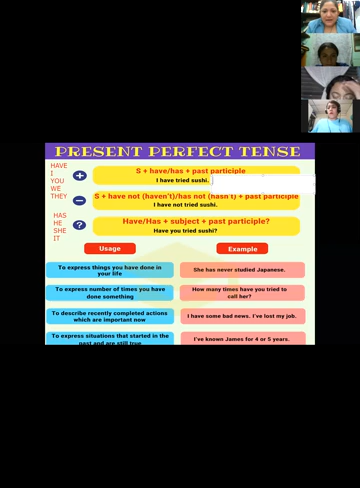 PRESENT PERFECT TENSE
HAVE
I
YOU
WE
THEY
HAS
HE
SHE
IT
+
S + have/has + past participle
I have tried sushi.
−
S + have not (haven't)/has not (hasn't) + past participle
I have not tried sushi.
?
Have/Has + subject + past participle?
Have you tried sushi?
Usage
Example
To express things you have done in
your life
She has never studied Japanese.
To express number of times you have
done something
How many times have you tried to
call her?
To describe recently completed actions
which are important now
I have some bad news. I've lost my job.
To express situations that started in the
past and are still true
I've known James for 4 or 5 years.